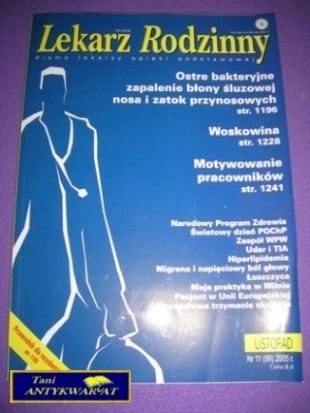 Lekarz Rodzinny
Pismo lekarzy opieki podstawowej
Ostre bakteryjne
zapalenie błony śluzowej
nosa i zatok przynosowych
str. 1196
Woskowina
str. 1228
Motywowanie
pracowników
str. 1241
Narodowy Program Zdrowia
Światowy dzień POChP
Zespół WPW
Udar i TIA
Hiperlipidemia
Migrena i napięciowy ból głowy
Łuszczyca
Moja praktyka w Wilnie
Pacjent w Unii Europejskiej
trzymanie
LISTOPAD
Nr 11 (99) 2005 r.
Cena 8 zł
Tani
ANTYKWARIAT